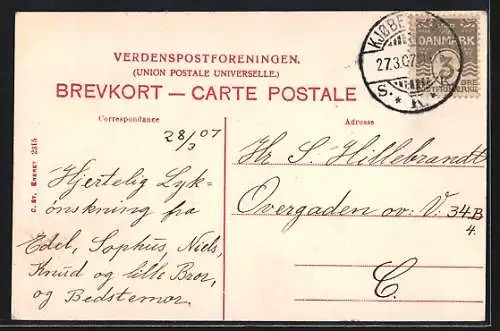 VERDENSPOSTFORENINGEN.
(UNION POSTALE UNIVERSELLE.)
BREVKORT — CARTE POSTALE
KJØBE
27.3.07
S. * K. *
DANMARK
3
ØRE
Correspondance
Adresse
28/3 07
Hjertelig Lyk-
ønskning fra
Edel, Sophus, Niels,
Knud og lille Bror,
og Bedstemor.
Hr S. Hillebrandt
Overgaden ov: V. 34B
4.
C.
C. St. Eneret 2315